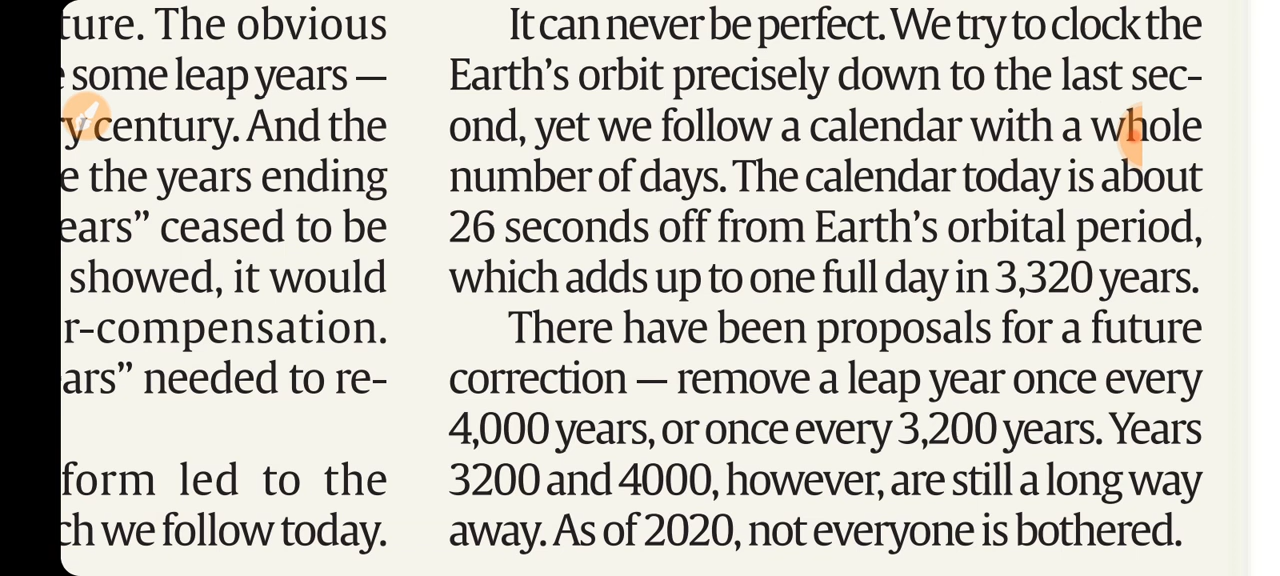 ture. The obvious
some leap years —
century. And the
e the years ending
ears” ceased to be
showed, it would
r-compensation.
ars” needed to re-
form led to the
ch we follow today.
It can never be perfect. We try to clock the
Earth’s orbit precisely down to the last sec-
ond, yet we follow a calendar with a whole
number of days. The calendar today is about
26 seconds off from Earth’s orbital period,
which adds up to one full day in 3,320 years.
There have been proposals for a future
correction — remove a leap year once every
4,000 years, or once every 3,200 years. Years
3200 and 4000, however, are still a long way
away. As of 2020, not everyone is bothered.